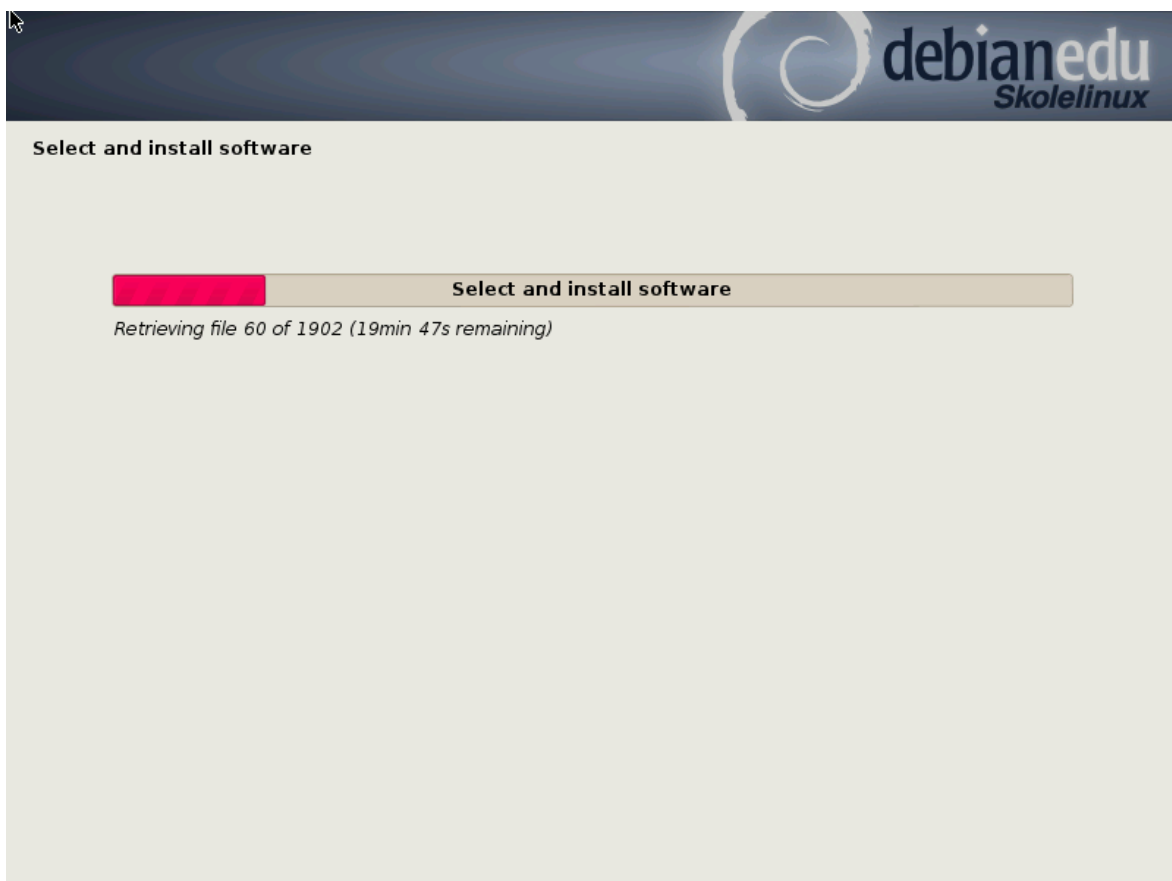 debianedu
Skolelinux
Select and install software
Select and install software
Retrieving file 60 of 1902 (19min 47s remaining)